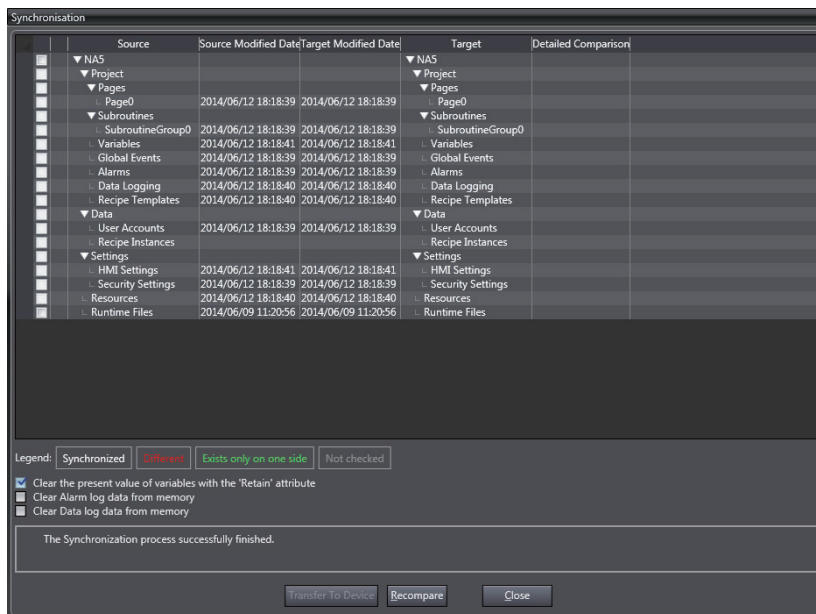 Synchronisation
Source Source Modified Date Target Modified Date Target Detailed Comparison
▼ NA5 ▼ NA5
▼ Project ▼ Project
▼ Pages ▼ Pages
Page0 2014/06/12 18:18:39 2014/06/12 18:18:39 Page0
▼ Subroutines ▼ Subroutines
SubroutineGroup0 2014/06/12 18:18:39 2014/06/12 18:18:39 SubroutineGroup0
Variables 2014/06/12 18:18:41 2014/06/12 18:18:41 Variables
Global Events 2014/06/12 18:18:39 2014/06/12 18:18:39 Global Events
Alarms 2014/06/12 18:18:39 2014/06/12 18:18:39 Alarms
Data Logging 2014/06/12 18:18:40 2014/06/12 18:18:40 Data Logging
Recipe Templates 2014/06/12 18:18:40 2014/06/12 18:18:40 Recipe Templates
▼ Data ▼ Data
User Accounts 2014/06/12 18:18:39 2014/06/12 18:18:39 User Accounts
Recipe Instances Recipe Instances
▼ Settings ▼ Settings
HMI Settings 2014/06/12 18:18:41 2014/06/12 18:18:41 HMI Settings
Security Settings 2014/06/12 18:18:39 2014/06/12 18:18:39 Security Settings
Resources 2014/06/12 18:18:40 2014/06/12 18:18:40 Resources
Runtime Files 2014/06/09 11:20:56 2014/06/09 11:20:56 Runtime Files
Legend: Synchronized Different Exists only on one side Not checked
Clear the present value of variables with the 'Retain' attribute
Clear Alarm log data from memory
Clear Data log data from memory
The Synchronization process successfully finished.
Transfer To Device Recompare Close